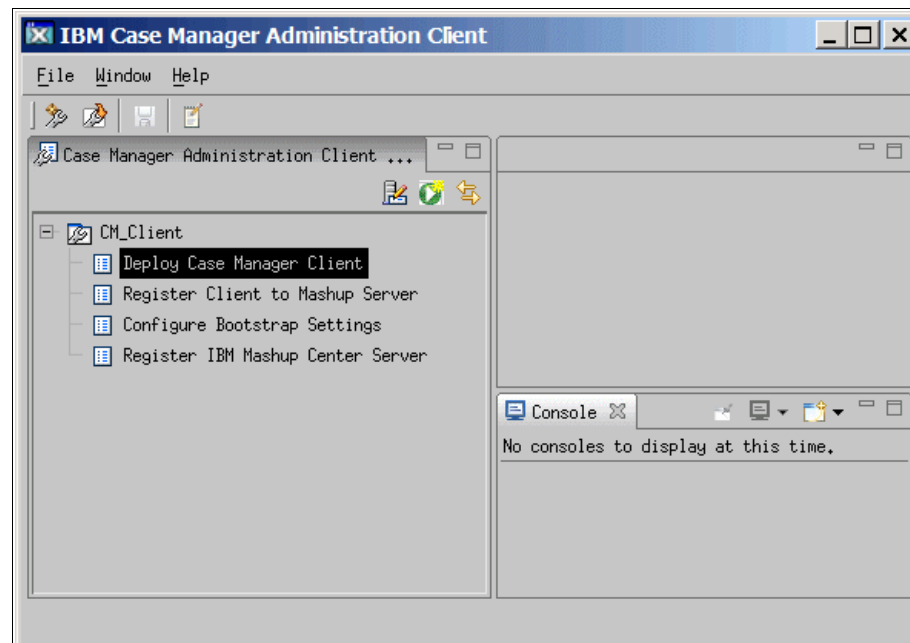 IBM Case Manager Administration Client
File Window Help
Case Manager Administration Client ...
CM_Client
Deploy Case Manager Client
Register Client to Mashup Server
Configure Bootstrap Settings
Register IBM Mashup Center Server
Console
No consoles to display at this time.